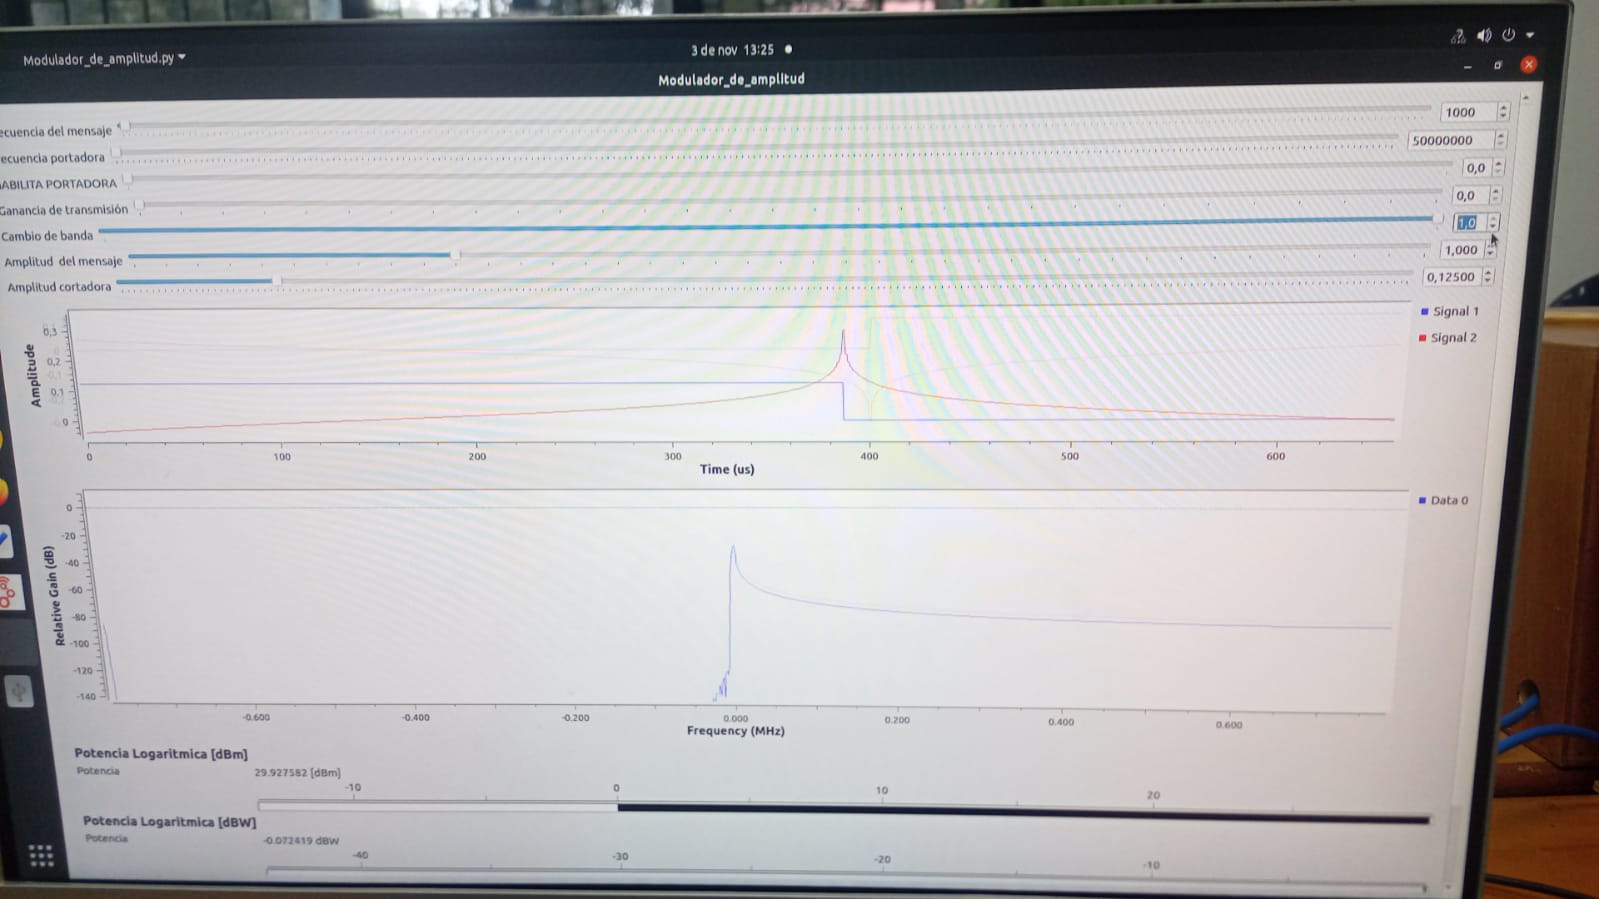 Modulador_de_amplitud.py
3 de nov 13:25
Modulador_de_amplitud
ecuencia del mensaje 1000
ecuencia portadora 50000000
ABILITA PORTADORA 0,0
Ganancia de transmisión 0,0
Cambio de banda 1,0
Amplitud del mensaje 1,000
Amplitud cortadora 0,12500
Signal 1
Signal 2
Amplitude
0,3
0,2
0,1
0
0 100 200 300 400 500 600
Time (us)
Data 0
Relative Gain (dB)
0
-20
-40
-60
-80
-100
-120
-140
-0.600 -0.400 -0.200 0.000 0.200 0.400 0.600
Frequency (MHz)
Potencia Logaritmica [dBm]
Potencia 29.927582 [dBm]
-10 0 10 20
Potencia Logaritmica [dBW]
Potencia -0.072419 dBW
-40 -30 -20 -10